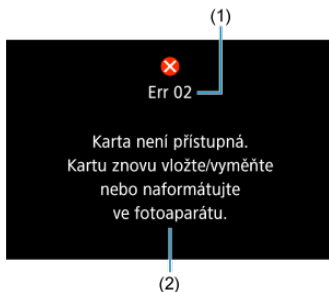 (1)
Err 02
Karta není přístupná.
Kartu znovu vložte/vyměňte
nebo naformátujte
ve fotoaparátu.
(2)